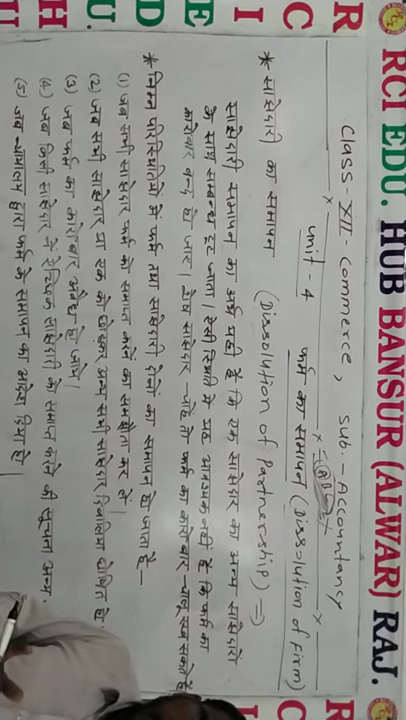 RCI EDU. HUB BANSUR (ALWAR) RAJ.
R
C
I
E
D
U.
H
U
R
C
Class-XII-Commerce, Sub.-Accountancy
Unit-4 फर्म का समापन (Dissolution of Firm)
* साझेदारी का समापन (Dissolution of Partnership) ⇒
साझेदारी समापन का अर्थ यही है कि एक साझेदार का अन्य साझेदारों
के साथ सम्बन्ध टूट जाना। ऐसी स्थिति में यह आवश्यक नहीं है कि फर्म का
कारोबार बन्द हो जाए। शेष साझेदार चाहे तो फर्म का कारोबार चालू रख सकते हैं
* निम्न परिस्थितियों में फर्म तथा साझेदारी दोनों का समापन हो जाता है —
(1) जब सभी साझेदार फर्म को समाप्त करने का समझौता कर लें।
(2) जब सभी साझेदार या एक को छोड़कर अन्य सभी साझेदार दिवालिया घोषित हो
(3) जब फर्म का कारोबार अवैध हो जाये।
(4) जब किसी साझेदार ने ऐच्छिक साझेदारी को समाप्त करने की सूचना अन्य
(5) जब न्यायालय द्वारा फर्म के समापन का आदेश दिया हो।